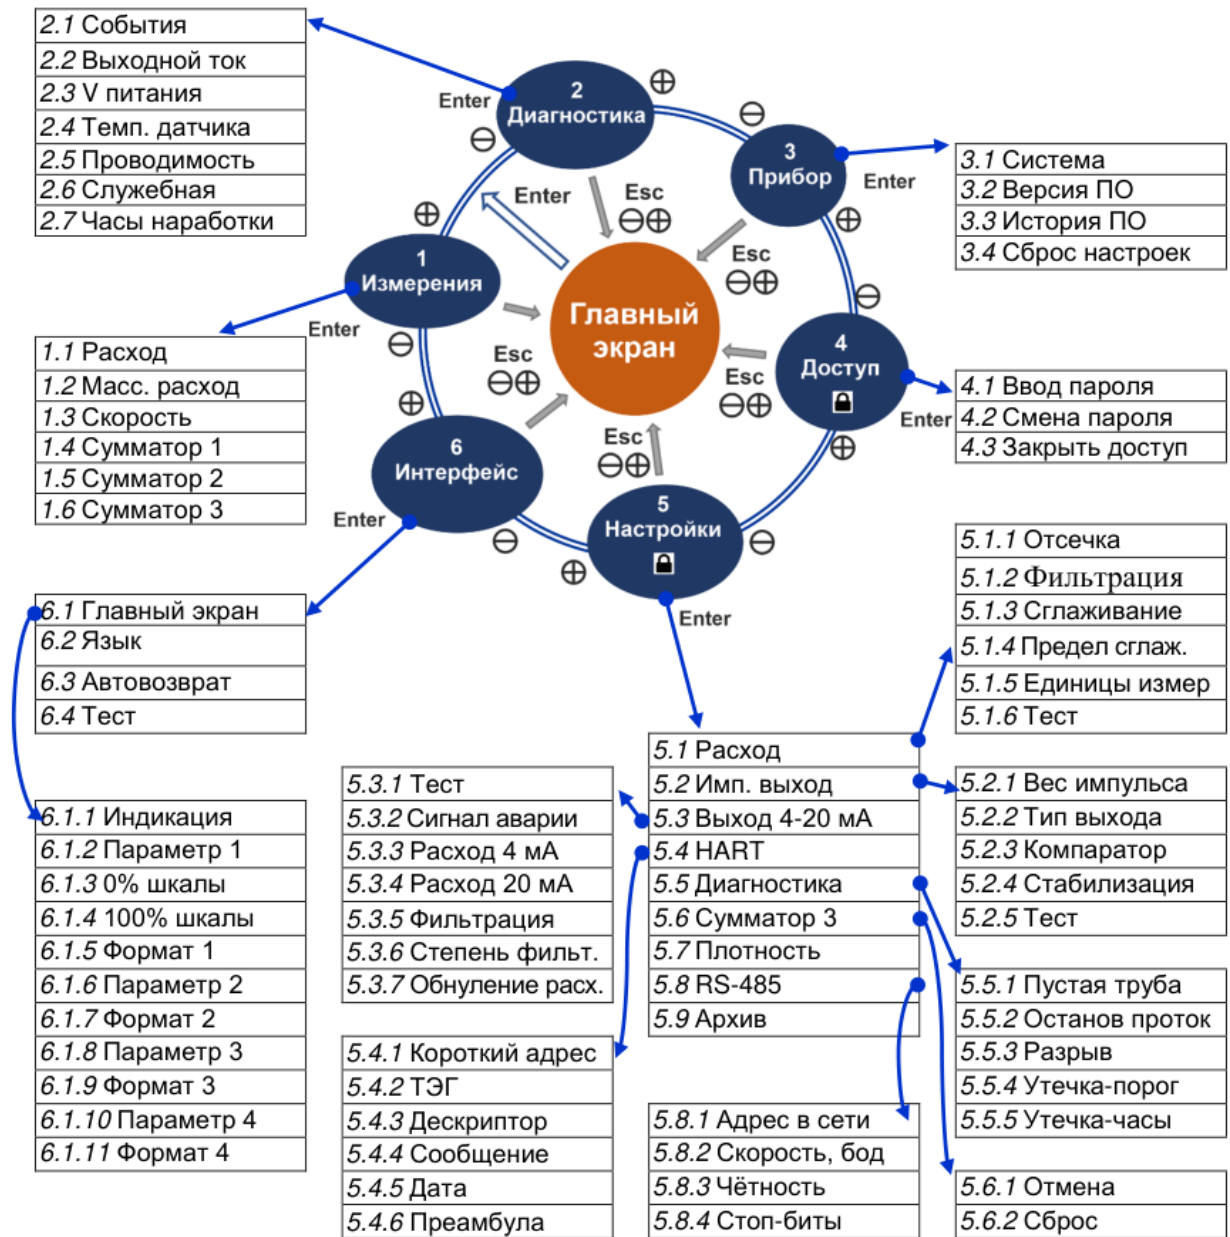 2.1 События
2.2 Выходной ток
2.3 V питания
2.4 Темп. датчика
2.5 Проводимость
2.6 Служебная
2.7 Часы наработки
Enter
2
Диагностика
⊕
⊖
⊖
3
Прибор
Enter
3.1 Система
3.2 Версия ПО
3.3 История ПО
3.4 Сброс настроек
Enter
Esc
⊖⊕
⊕
⊕
Esc
⊖⊕
⊖
1
Измерения
Enter
⊖
Главный
экран
4
Доступ
Enter
Esc
⊖⊕
Esc
⊖⊕
Esc
⊖⊕
⊕
⊕
1.1 Расход
1.2 Масс. расход
1.3 Скорость
1.4 Сумматор 1
1.5 Сумматор 2
1.6 Сумматор 3
4.1 Ввод пароля
4.2 Смена пароля
4.3 Закрыть доступ
6
Интерфейс
Enter
⊖
⊕
5
Настройки
⊖
Enter
6.1 Главный экран
6.2 Язык
6.3 Автовозврат
6.4 Тест
5.1.1 Отсечка
5.1.2 Фильтрация
5.1.3 Сглаживание
5.1.4 Предел сглаж.
5.1.5 Единицы измер
5.1.6 Тест
5.1 Расход
5.2 Имп. выход
5.3 Выход 4-20 мА
5.4 HART
5.5 Диагностика
5.6 Сумматор 3
5.7 Плотность
5.8 RS-485
5.9 Архив
5.2.1 Вес импульса
5.2.2 Тип выхода
5.2.3 Компаратор
5.2.4 Стабилизация
5.2.5 Тест
5.3.1 Тест
5.3.2 Сигнал аварии
5.3.3 Расход 4 мА
5.3.4 Расход 20 мА
5.3.5 Фильтрация
5.3.6 Степень фильт.
5.3.7 Обнуление расх.
6.1.1 Индикация
6.1.2 Параметр 1
6.1.3 0% шкалы
6.1.4 100% шкалы
6.1.5 Формат 1
6.1.6 Параметр 2
6.1.7 Формат 2
6.1.8 Параметр 3
6.1.9 Формат 3
6.1.10 Параметр 4
6.1.11 Формат 4
5.4.1 Короткий адрес
5.4.2 ТЭГ
5.4.3 Дескриптор
5.4.4 Сообщение
5.4.5 Дата
5.4.6 Преамбула
5.5.1 Пустая труба
5.5.2 Останов проток
5.5.3 Разрыв
5.5.4 Утечка-порог
5.5.5 Утечка-часы
5.8.1 Адрес в сети
5.8.2 Скорость, бод
5.8.3 Чётность
5.8.4 Стоп-биты
5.6.1 Отмена
5.6.2 Сброс